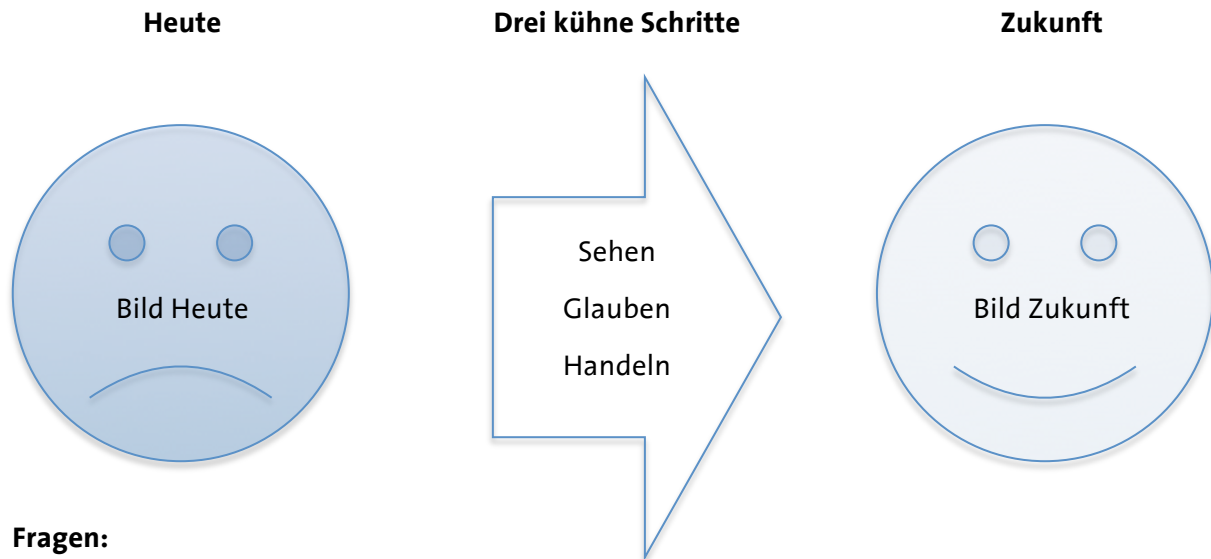 Heute
Drei kühne Schritte
Zukunft
Bild Heute
Sehen
Glauben
Handeln
Bild Zukunft
Fragen: